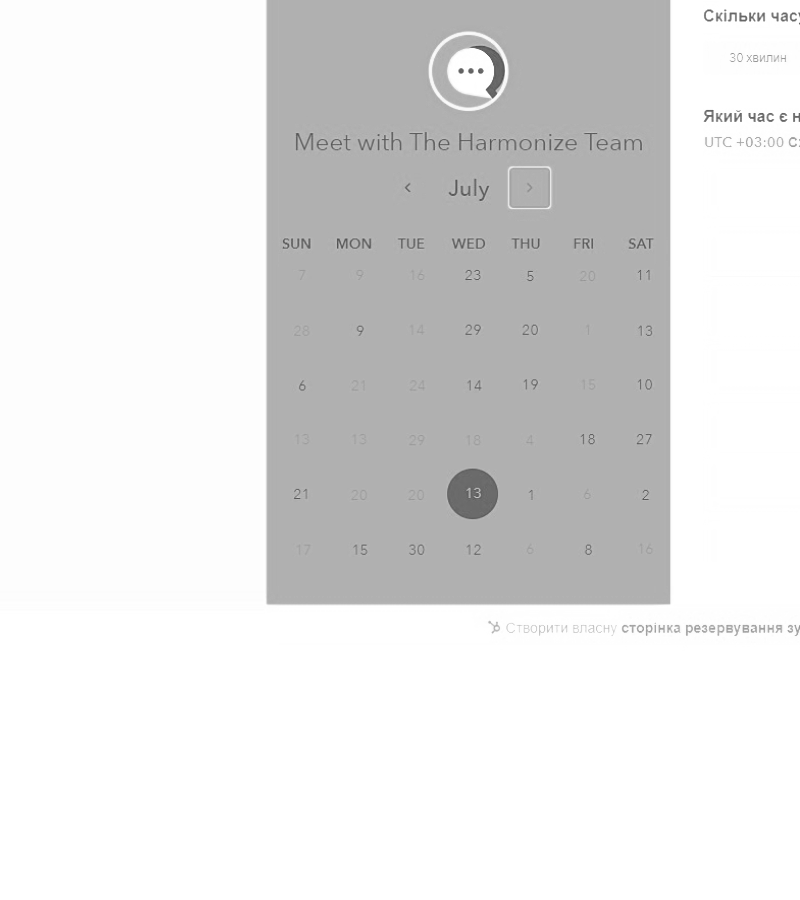 Meet with The Harmonize Team
July
SUN MON TUE WED THU FRI SAT
7 9 16 23 5 20 11
28 9 14 29 20 1 13
6 21 24 14 19 15 10
13 13 29 18 4 18 27
21 20 20 13 1 6 2
17 15 30 12 6 8 16
Скільки часу
30 хвилин
Який час є н
UTC +03:00
Створити власну сторінка резервування зу